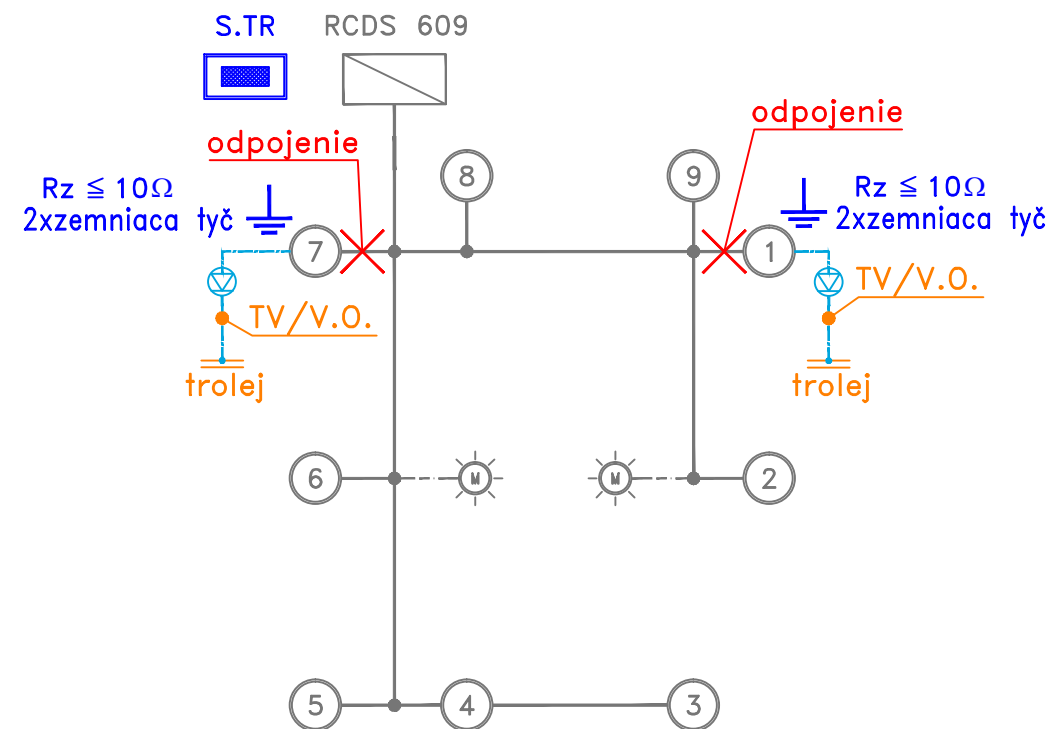 S.TR
RCDS 609
odpojenie
odpojenie
8
9
Rz ≦ 10Ω
2xzemniaca tyč
Rz ≦ 10Ω
2xzemniaca tyč
7
1
TV/V.O.
TV/V.O.
trolej
trolej
6
M
M
2
5
4
3